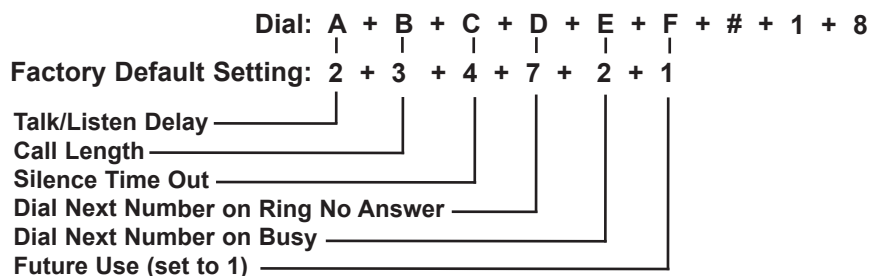 Dial: A + B + C + D + E + F + # + 1 + 8
Factory Default Setting: 2 + 3 + 4 + 7 + 2 + 1
Talk/Listen Delay
Call Length
Silence Time Out
Dial Next Number on Ring No Answer
Dial Next Number on Busy
Future Use (set to 1)